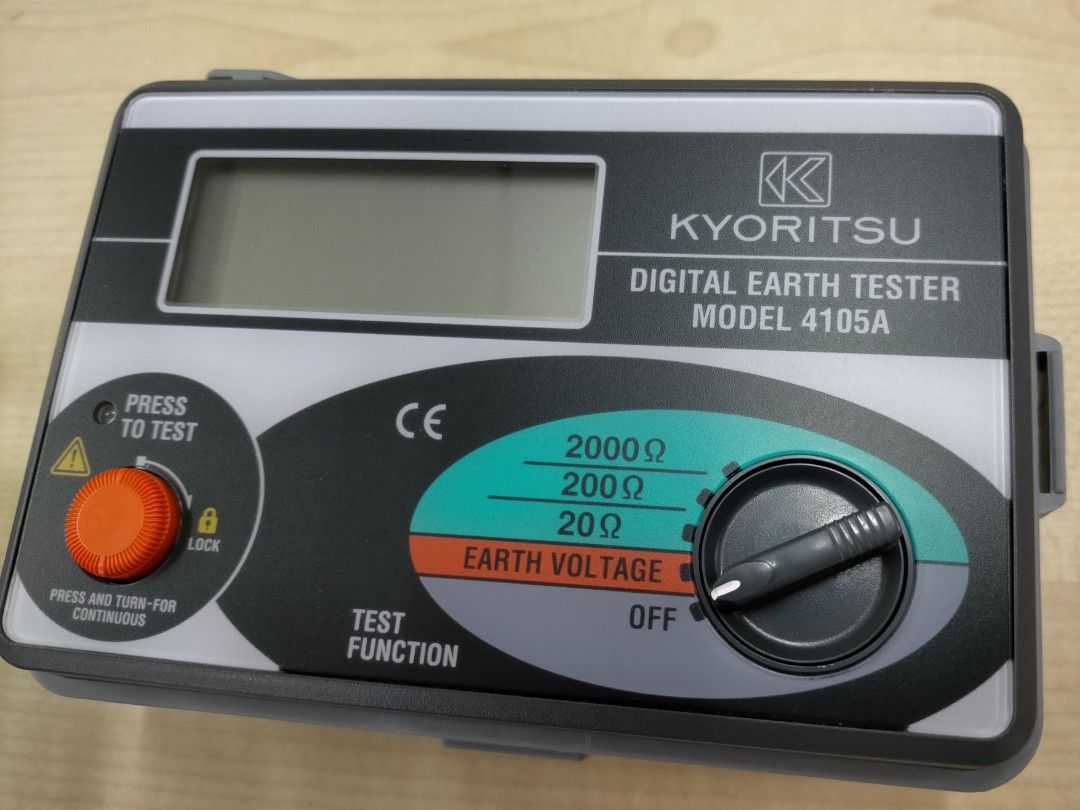 KYORITSU
DIGITAL EARTH TESTER
MODEL 4105A
PRESS
TO TEST
LOCK
PRESS AND TURN-FOR
CONTINUOUS
CE
2000Ω
200Ω
20Ω
EARTH VOLTAGE
OFF
TEST
FUNCTION